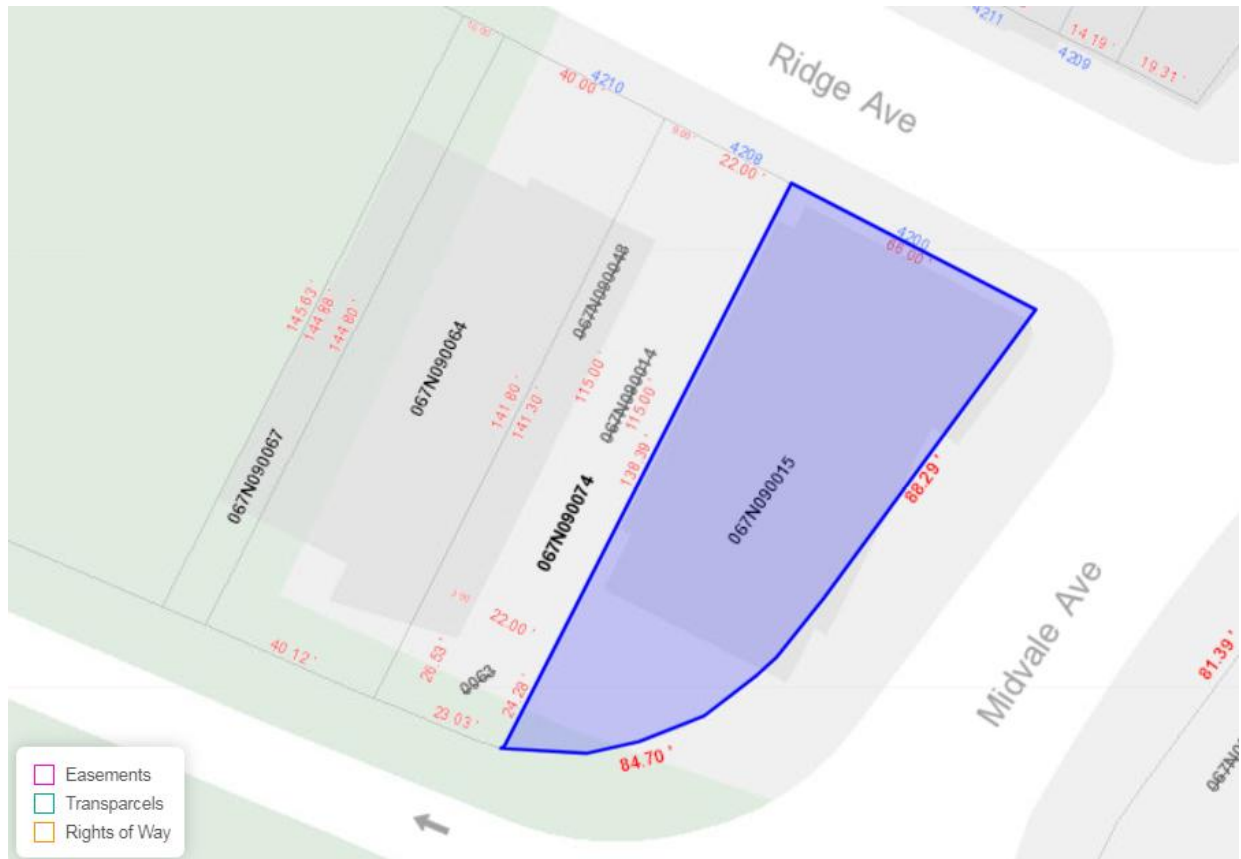 4211
14.19 '
4209
19.31 '
Ridge Ave
40.00 '
4210
4208
22.00 '
4200
66.00 '
145.63 '
144.88 '
144.80 '
067N090048
067N090064
115.00 '
067N090014
115.00 '
141.80 '
141.30 '
138.39 '
067N090067
067N090074
067N090015
88.29 '
22.00 '
Midvale Ave
40.12 '
26.53 '
0063
24.28 '
23.03 '
84.70 '
81.39 '
Easements
Transparcels
Rights of Way